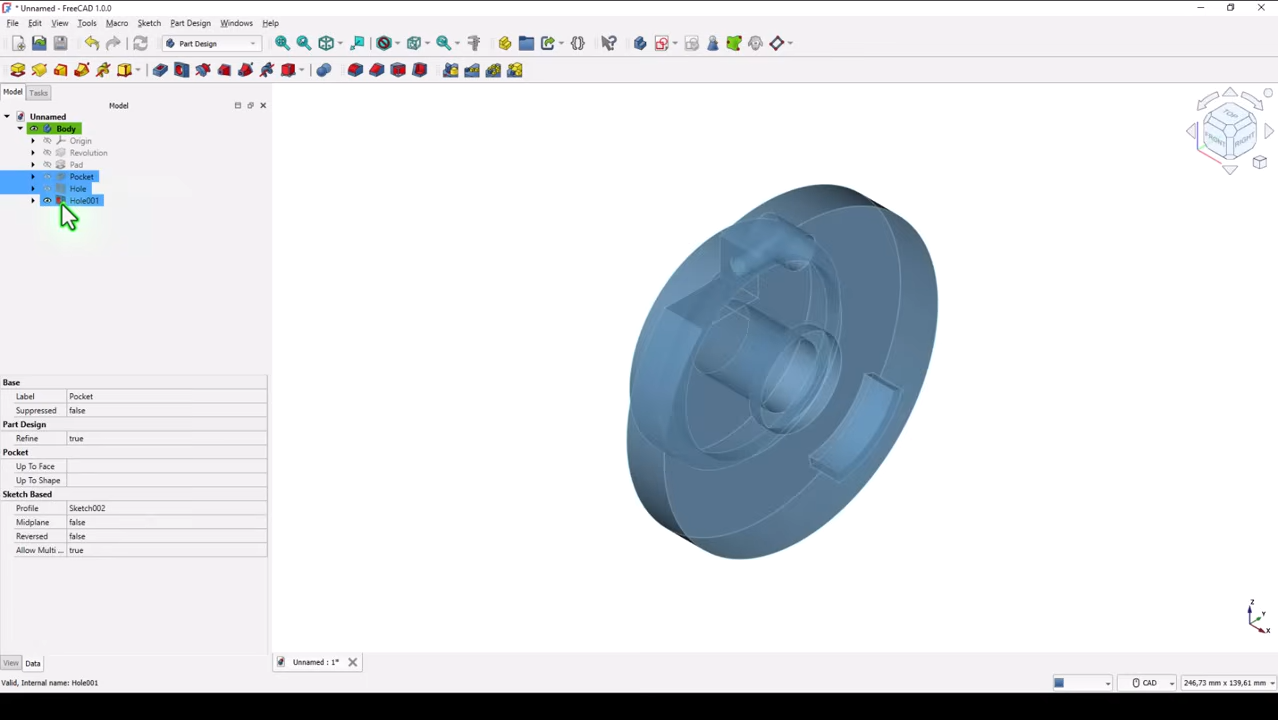 * Unnamed - FreeCAD 1.0.0
File Edit View Tools Macro Sketch Part Design Windows Help
Part Design
Model Tasks
Model
Unnamed
Body
Origin
Revolution
Pad
Pocket
Hole
Hole001
TOP
FRONT
RIGHT
Base
Label Pocket
Suppressed false
Part Design
Refine true
Pocket
Up To Face
Up To Shape
Sketch Based
Profile Sketch002
Midplane false
Reversed false
Allow Multi ... true
Z
Y
X
View Data
Unnamed : 1*
Valid, Internal name: Hole001
CAD
246,73 mm x 139,61 mm